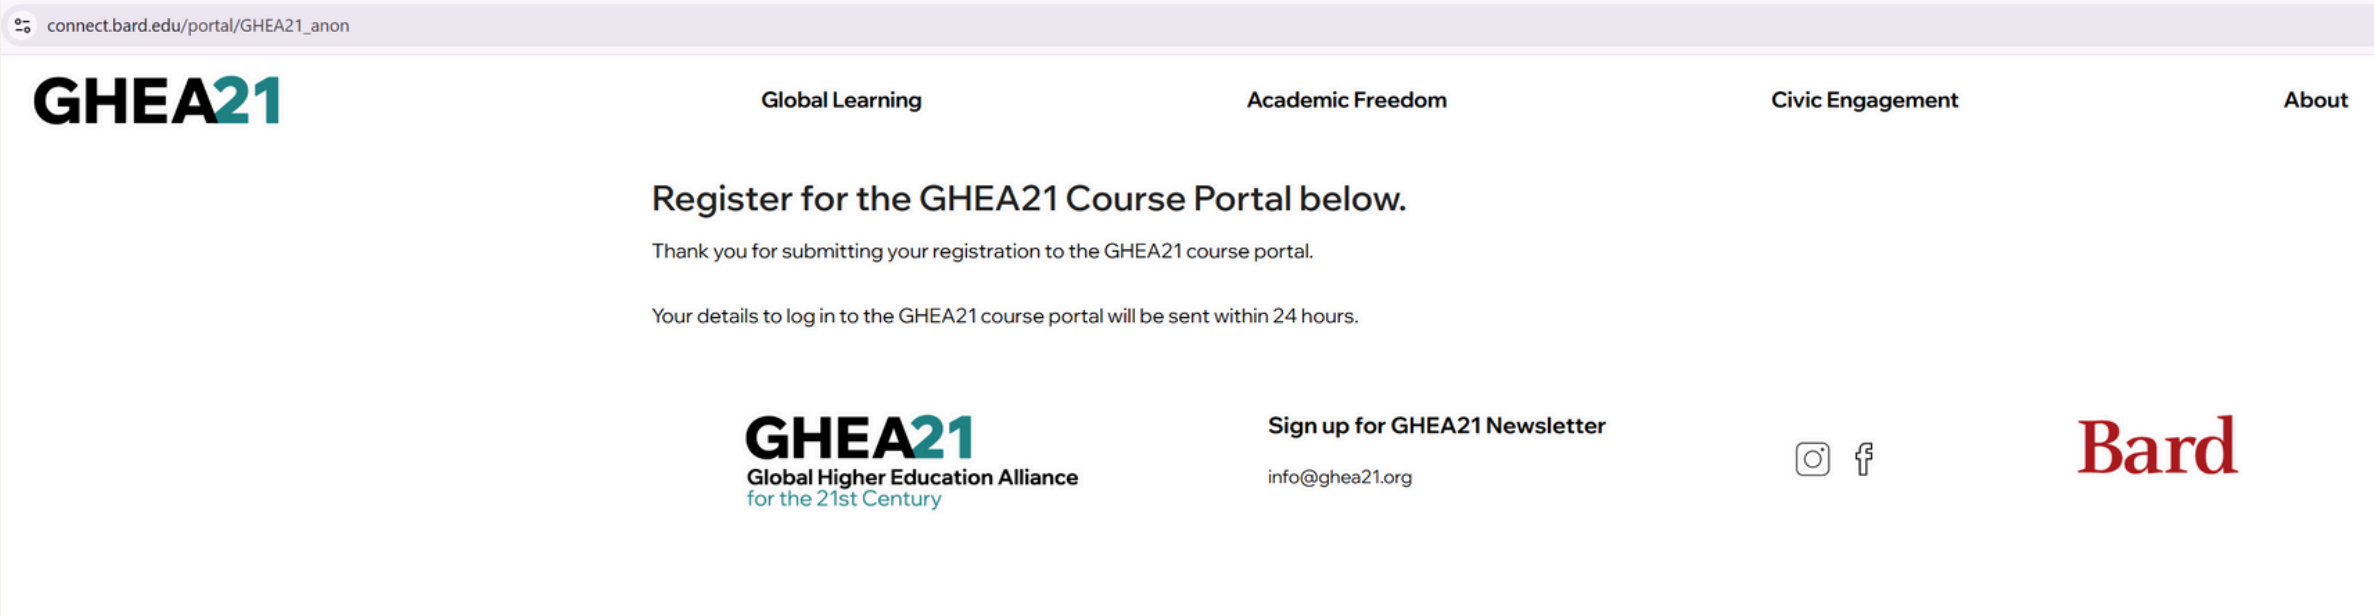 connect.bard.edu/portal/GHEA21_anon
GHEA21
Global Learning
Academic Freedom
Civic Engagement
About
Register for the GHEA21 Course Portal below.
Thank you for submitting your registration to the GHEA21 course portal.
Your details to log in to the GHEA21 course portal will be sent within 24 hours.
GHEA21
Global Higher Education Alliance
for the 21st Century
Sign up for GHEA21 Newsletter
info@ghea21.org
Bard